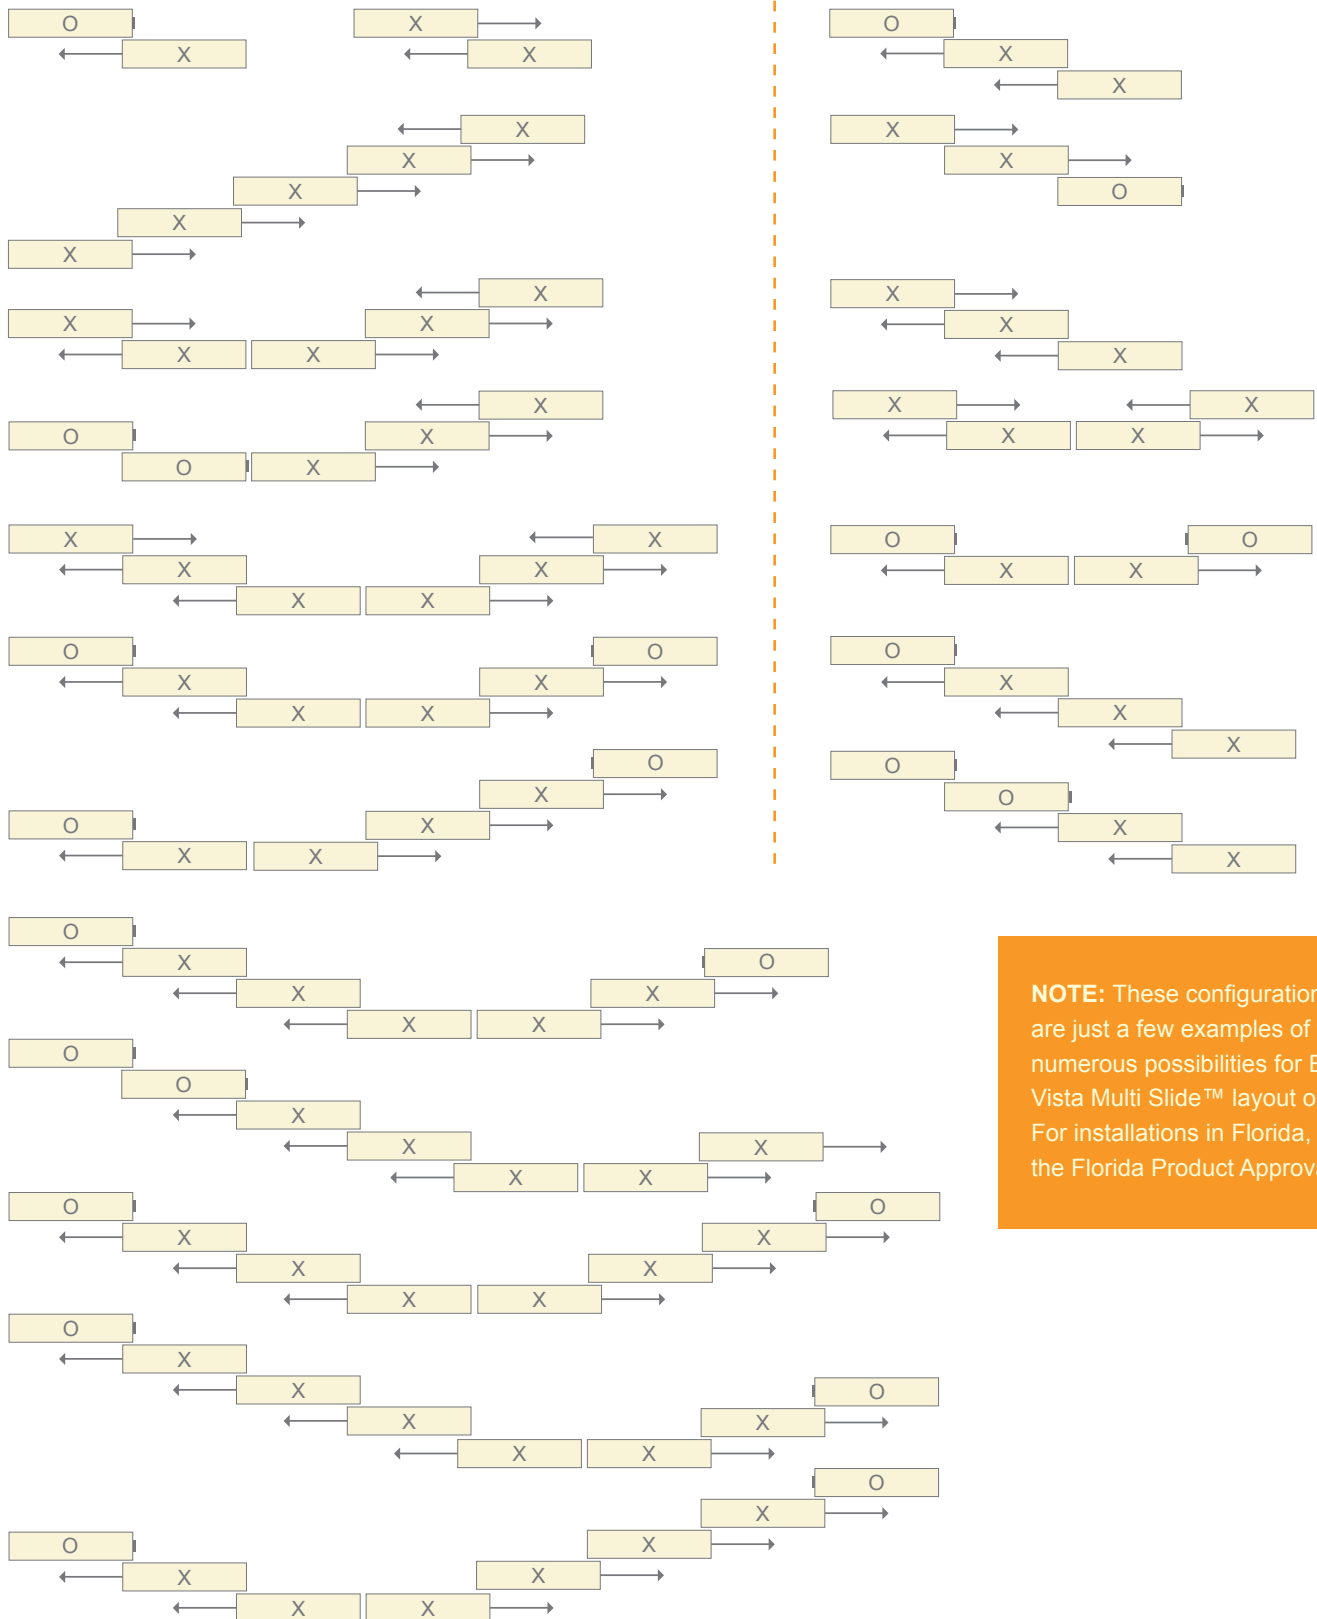 O X
X X
X
X
X
X
X
X
X X
X X
X
X
O X
O X
X X
X X
X X
O O
X X
X X
O
X
O X
X X
O
X
X
X
X
O
X
X
X
X X
X X
O O
X X
O
X
X
X
O
O
X
X
O
X O
X X
X X
O
O
X
X X
X X
O O
X X
X X
X X
O
X
X O
X X
X X
O
X
O X
X X
X X
NOTE: These configuration
are just a few examples of
numerous possibilities for E
Vista Multi Slide™ layout o
For installations in Florida,
the Florida Product Approva